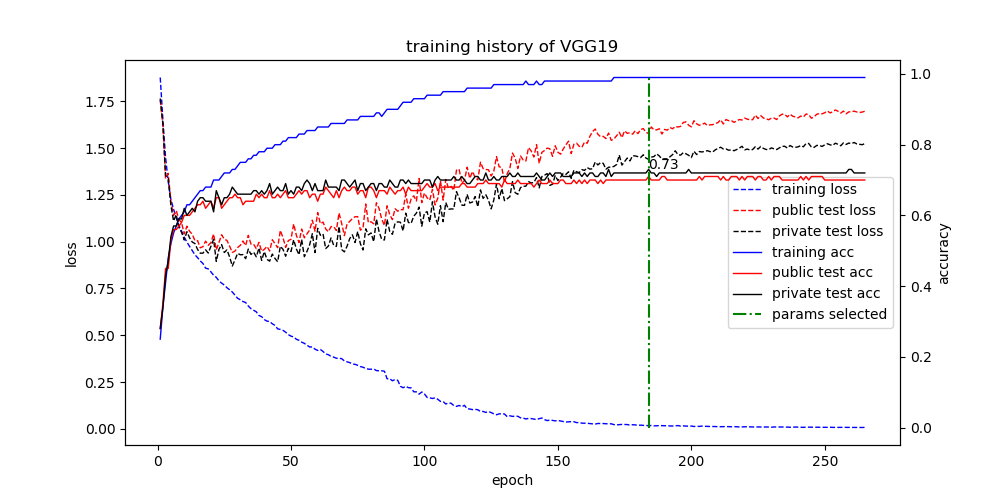 training history of VGG19
loss
1.75
1.50
1.25
1.00
0.75
0.50
0.25
0.00
0
50
100
150
200
250
epoch
1.0
0.8
0.6
0.4
0.2
0.0
accuracy
0.73
training loss
public test loss
private test loss
training acc
public test acc
private test acc
params selected